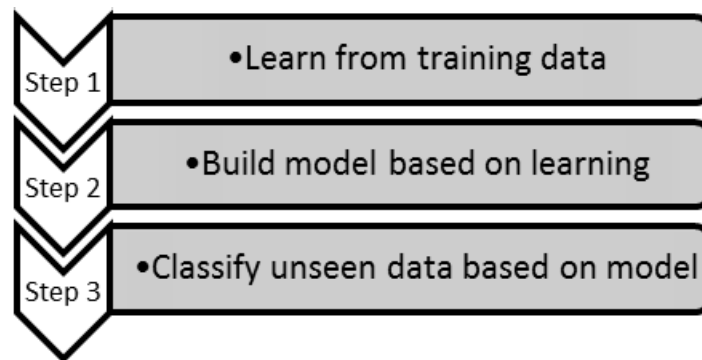 Step 1
•Learn from training data
Step 2
•Build model based on learning
Step 3
•Classify unseen data based on model